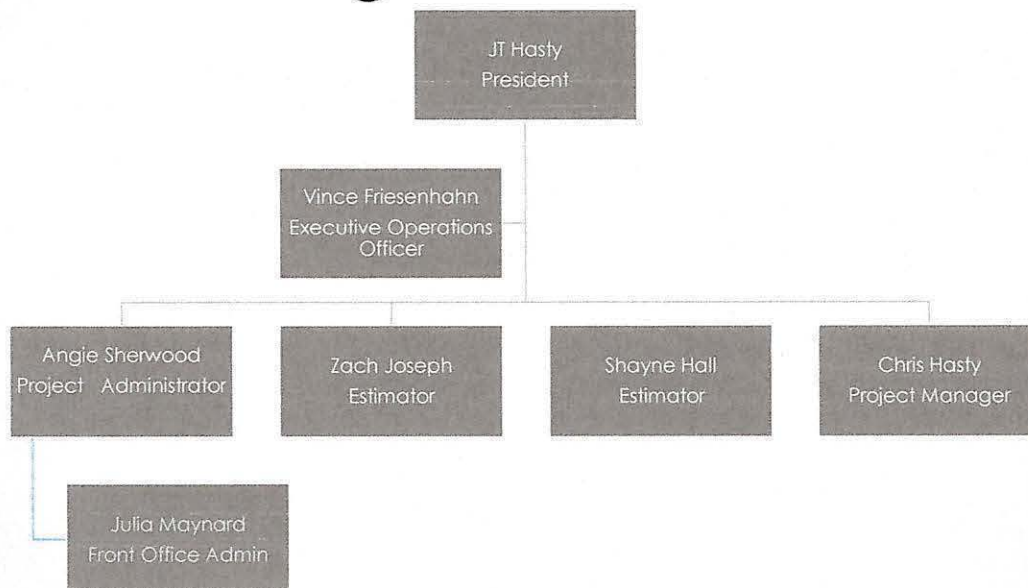 JT Hasty
President
Vince Friesenhahn
Executive Operations
Officer
Angie Sherwood
Project Administrator
Zach Joseph
Estimator
Shayne Hall
Estimator
Chris Hasty
Project Manager
Julia Maynard
Front Office Admin